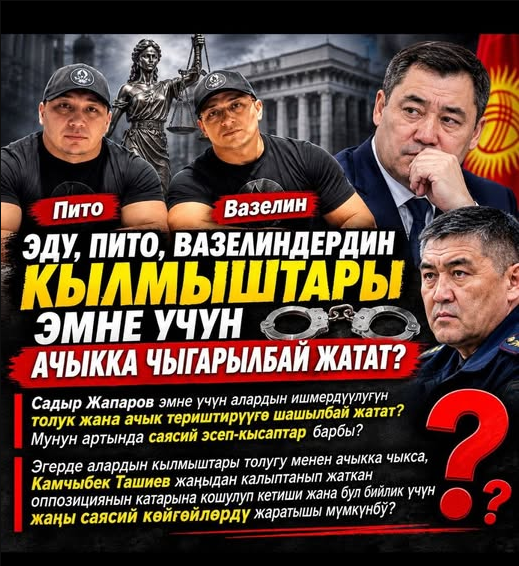 Пито
Вазелин
ЭДУ, ПИТО, ВАЗЕЛИНДЕРДИН
КЫЛМЫШТАРЫ
ЭМНЕ УЧУН
АЧЫККА ЧЫГАРЫЛБАЙ ЖАТАТ?
Садыр Жапаров эмне үчүн алардын ишмердүүлүгүн
толук жана ачык териштирүүгө шашылбай жатат?
Мунун артында саясий эсеп-кысаптар барбы?
Эгерде алардын кылмыштары толугу менен ачыкка чыкса,
Камчыбек Ташиев жаңыдан калыптанып жаткан
оппозициянын катарына кошулуп кетиши жана бул бийлик үчүн
жаңы саясий көйгөйлөрдү жаратышы мүмкүнбү?
?
?